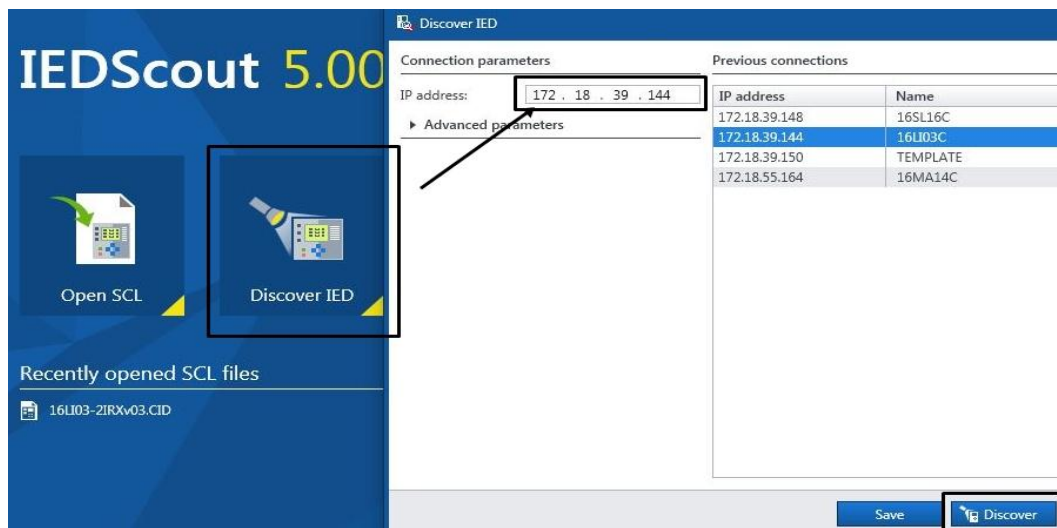 IEDScout 5.00
Open SCL
Discover IED
Recently opened SCL files
16LI03-2IRXv03.CID
Discover IED
Connection parameters
IP address: 172 . 18 . 39 . 144
Advanced parameters
Previous connections
IP address Name
172.18.39.148 16SL16C
172.18.39.144 16LI03C
172.18.39.150 TEMPLATE
172.18.55.164 16MA14C
Save Discover